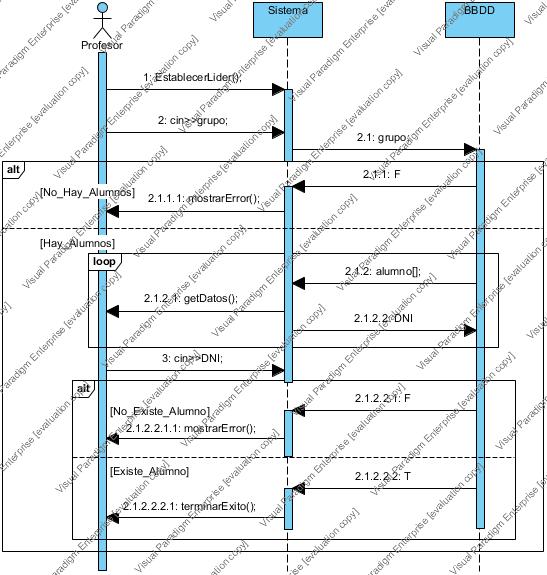 Sistema
BBDD
Profesor
1: EstablecerLider();
2: cin>>grupo;
2.1: grupo;
alt
2.1.1: F
[No_Hay_Alumnos]
2.1.1.1: mostrarError();
[Hay_Alumnos]
loop
2.1.2: alumno[];
2.1.2.1: getDatos();
2.1.2.2: DNI
3: cin>>DNI;
alt
2.1.2.2.1: F
[No_Existe_Alumno]
2.1.2.2.1.1: mostrarError();
[Existe_Alumno]
2.1.2.2.2: T
2.1.2.2.2.1: terminarExito();
Visual Paradigm Enterprise [evaluation copy]